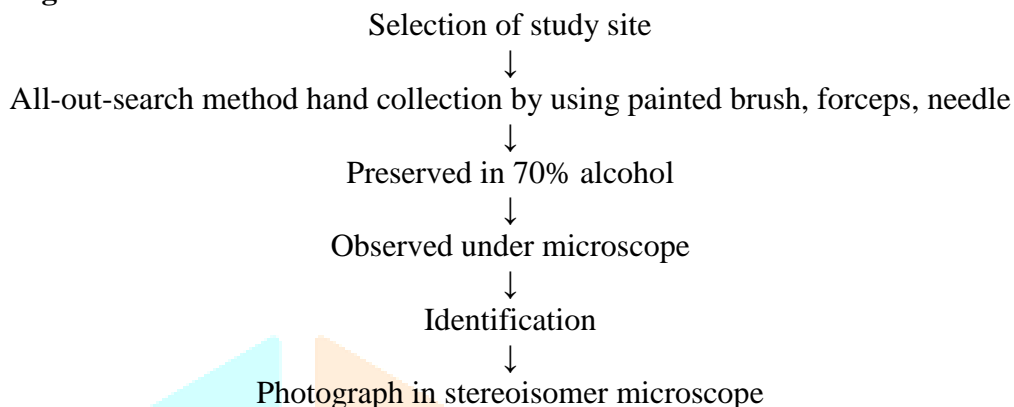 Selection of study site
↓
All-out-search method hand collection by using painted brush, forceps, needle
↓
Preserved in 70% alcohol
↓
Observed under microscope
↓
Identification
↓
Photograph in stereoisomer microscope